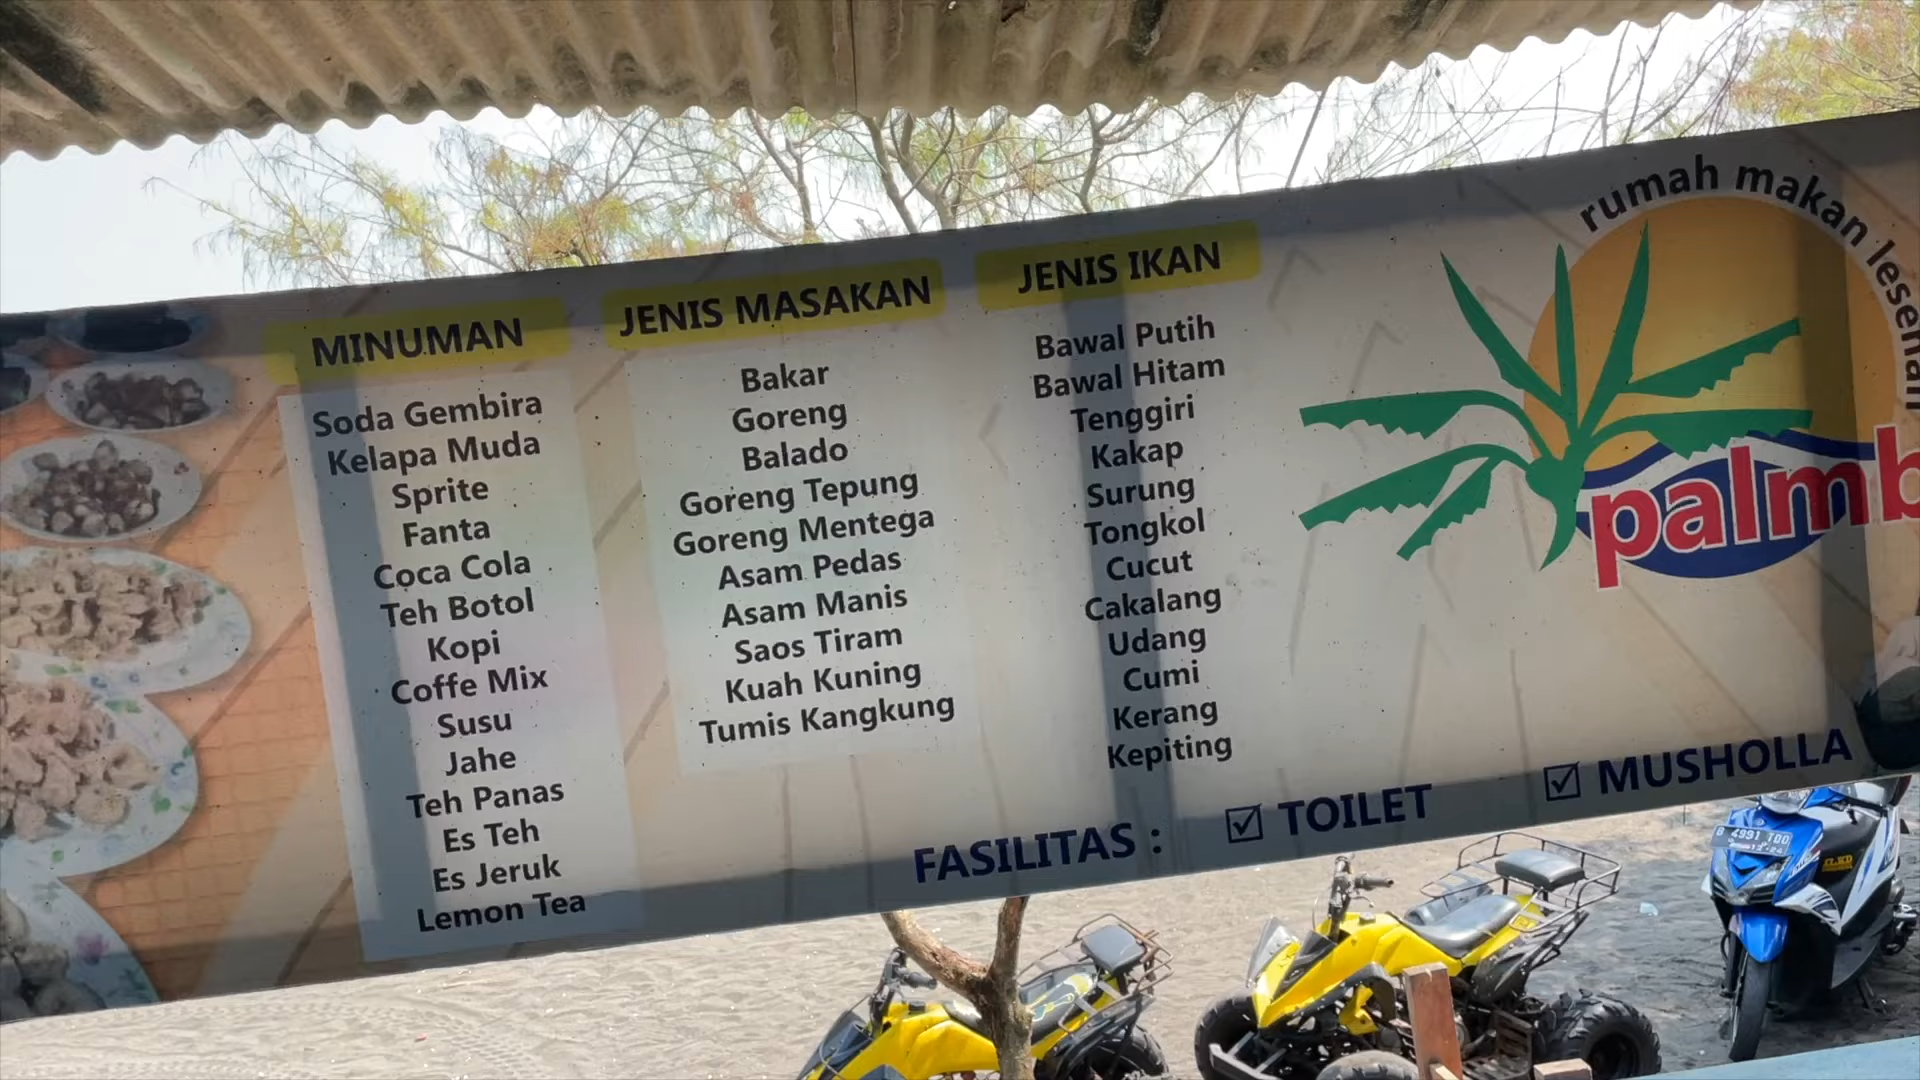 MINUMAN
Soda Gembira
Kelapa Muda
Sprite
Fanta
Coca Cola
Teh Botol
Kopi
Coffe Mix
Susu
Jahe
Teh Panas
Es Teh
Es Jeruk
Lemon Tea
JENIS MASAKAN
Bakar
Goreng
Balado
Goreng Tepung
Goreng Mentega
Asam Pedas
Asam Manis
Saos Tiram
Kuah Kuning
Tumis Kangkung
JENIS IKAN
Bawal Putih
Bawal Hitam
Tenggiri
Kakap
Surung
Tongkol
Cucut
Cakalang
Udang
Cumi
Kerang
Kepiting
rumah makan lesehan
palmb
FASILITAS : ☑ TOILET ☑ MUSHOLLA
B 4991 TDD